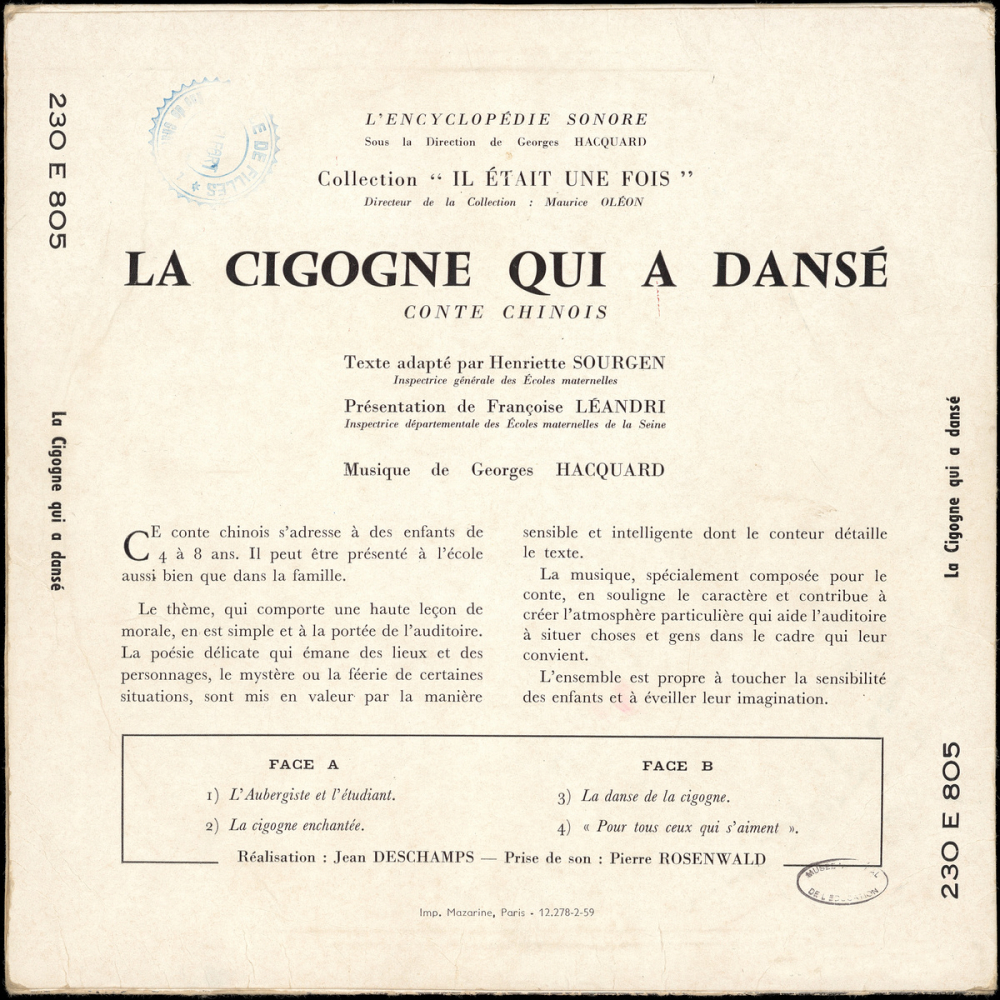 L'ENCYCLOPÉDIE SONORE
Sous la Direction de Georges HACQUARD
Collection “ IL ÉTAIT UNE FOIS ”
Directeur de la Collection : Maurice OLÉON
LA CIGOGNE QUI A DANSÉ
CONTE CHINOIS
Texte adapté par Henriette SOURGEN
Inspectrice générale des Écoles maternelles
Présentation de Françoise LÉANDRI
Inspectrice départementale des Écoles maternelles de la Seine
Musique de Georges HACQUARD
CE conte chinois s'adresse à des enfants de
4 à 8 ans. Il peut être présenté à l'école
aussi bien que dans la famille.
Le thème, qui comporte une haute leçon de
morale, en est simple et à la portée de l'auditoire.
La poésie délicate qui émane des lieux et des
personnages, le mystère ou la féerie de certaines
situations, sont mis en valeur par la manière
sensible et intelligente dont le conteur détaille
le texte.
La musique, spécialement composée pour le
conte, en souligne le caractère et contribue à
créer l'atmosphère particulière qui aide l'auditoire
à situer choses et gens dans le cadre qui leur
convient.
L'ensemble est propre à toucher la sensibilité
des enfants et à éveiller leur imagination.
FACE A
1) L'Aubergiste et l'étudiant.
2) La cigogne enchantée.
FACE B
3) La danse de la cigogne.
4) « Pour tous ceux qui s'aiment ».
Réalisation : Jean DESCHAMPS — Prise de son : Pierre ROSENWALD
Imp. Mazarine, Paris - 12.278-2-59
230 E 805
La Cigogne qui a dansé
La Cigogne qui a dansé
230 E 805
E DE FILLES
DE L'ÉDUCATION